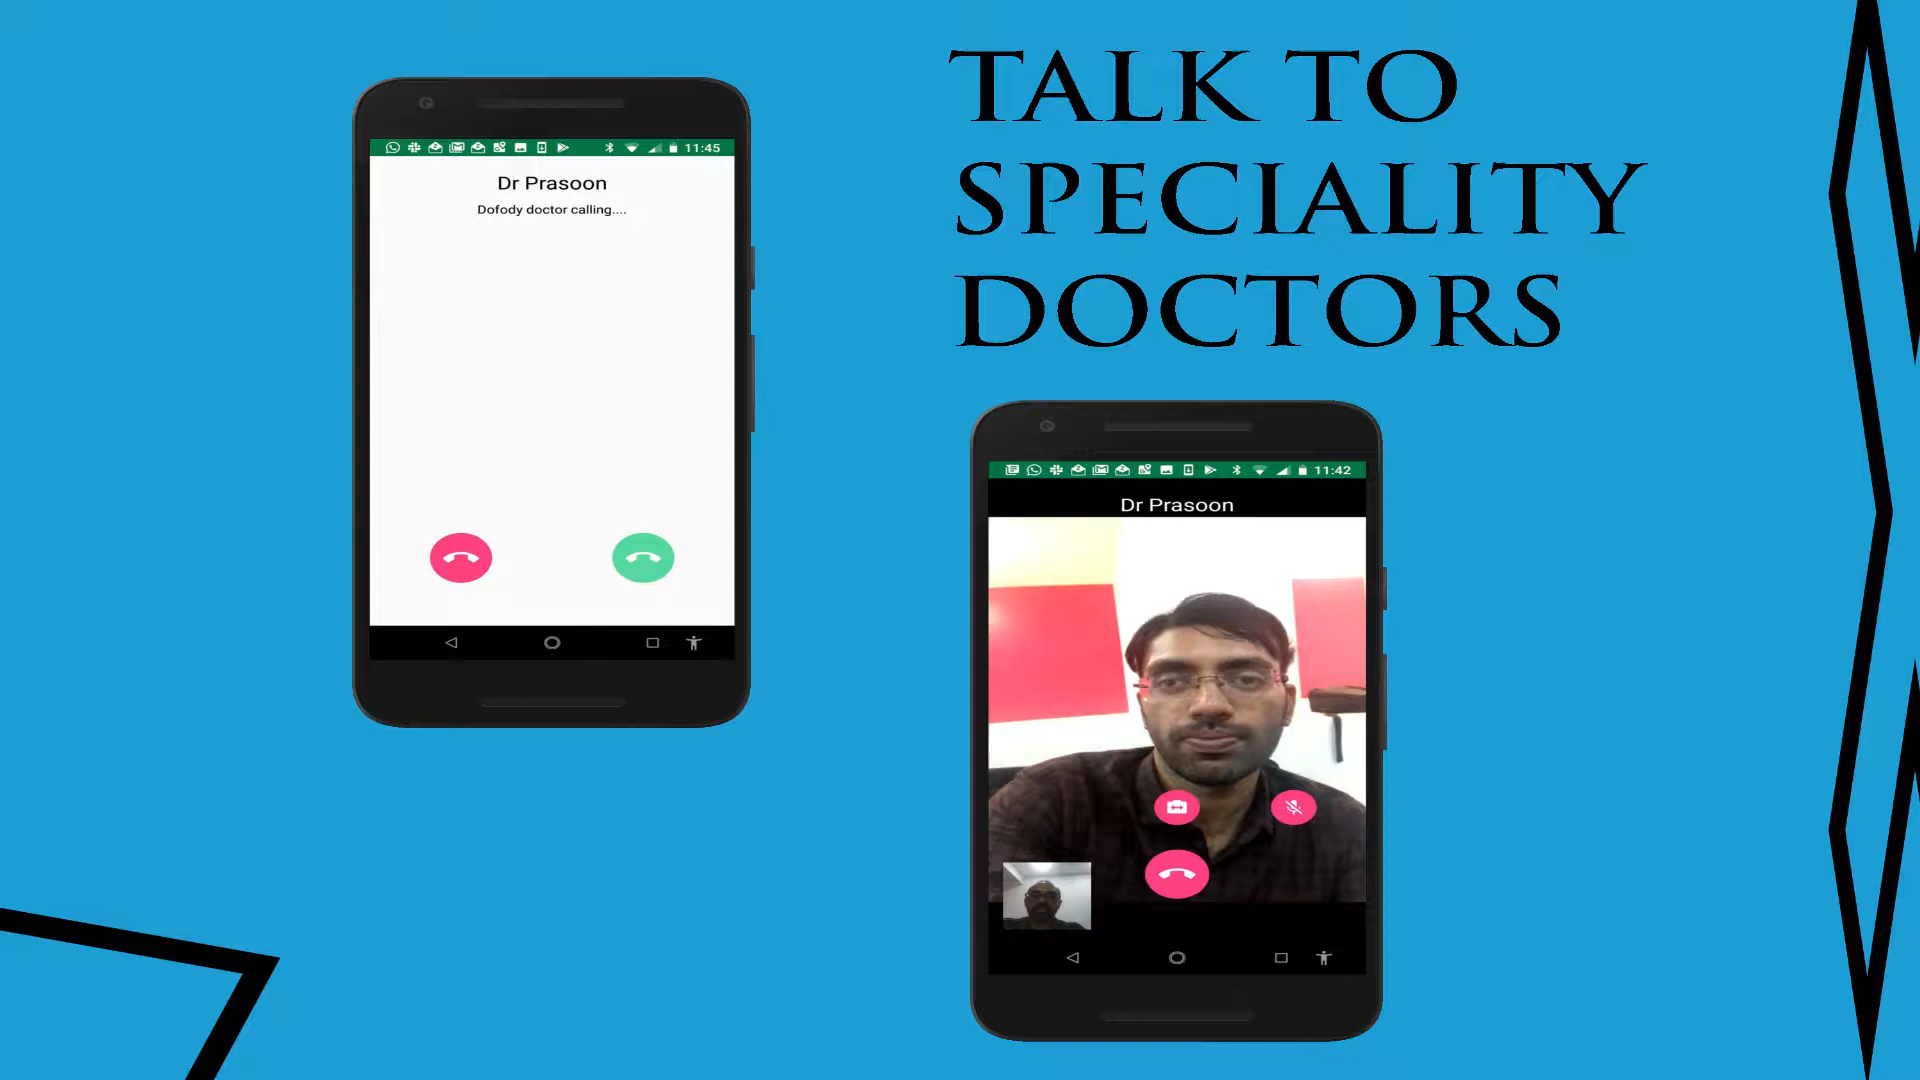 TALK TO
SPECIALITY
DOCTORS
11:45
Dr Prasoon
Dofody doctor calling....
11:42
Dr Prasoon